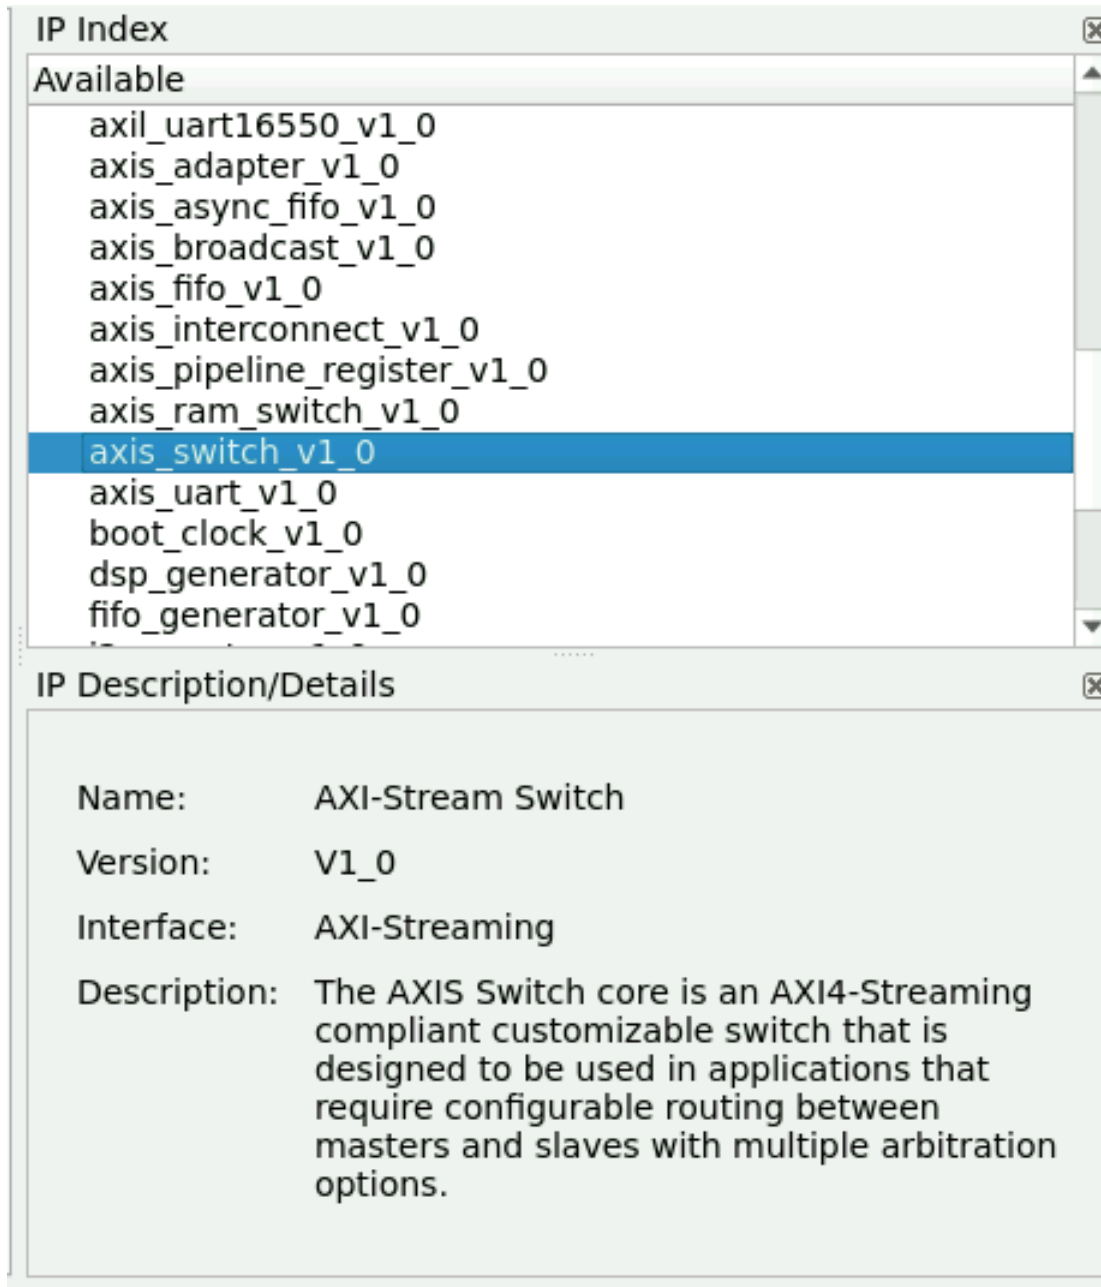 IP Index
Available
axil_uart16550_v1_0
axis_adapter_v1_0
axis_async_fifo_v1_0
axis_broadcast_v1_0
axis_fifo_v1_0
axis_interconnect_v1_0
axis_pipeline_register_v1_0
axis_ram_switch_v1_0
axis_switch_v1_0
axis_uart_v1_0
boot_clock_v1_0
dsp_generator_v1_0
fifo_generator_v1_0
IP Description/Details
Name: AXI-Stream Switch
Version: V1_0
Interface: AXI-Streaming
Description: The AXIS Switch core is an AXI4-Streaming
compliant customizable switch that is
designed to be used in applications that
require configurable routing between
masters and slaves with multiple arbitration
options.